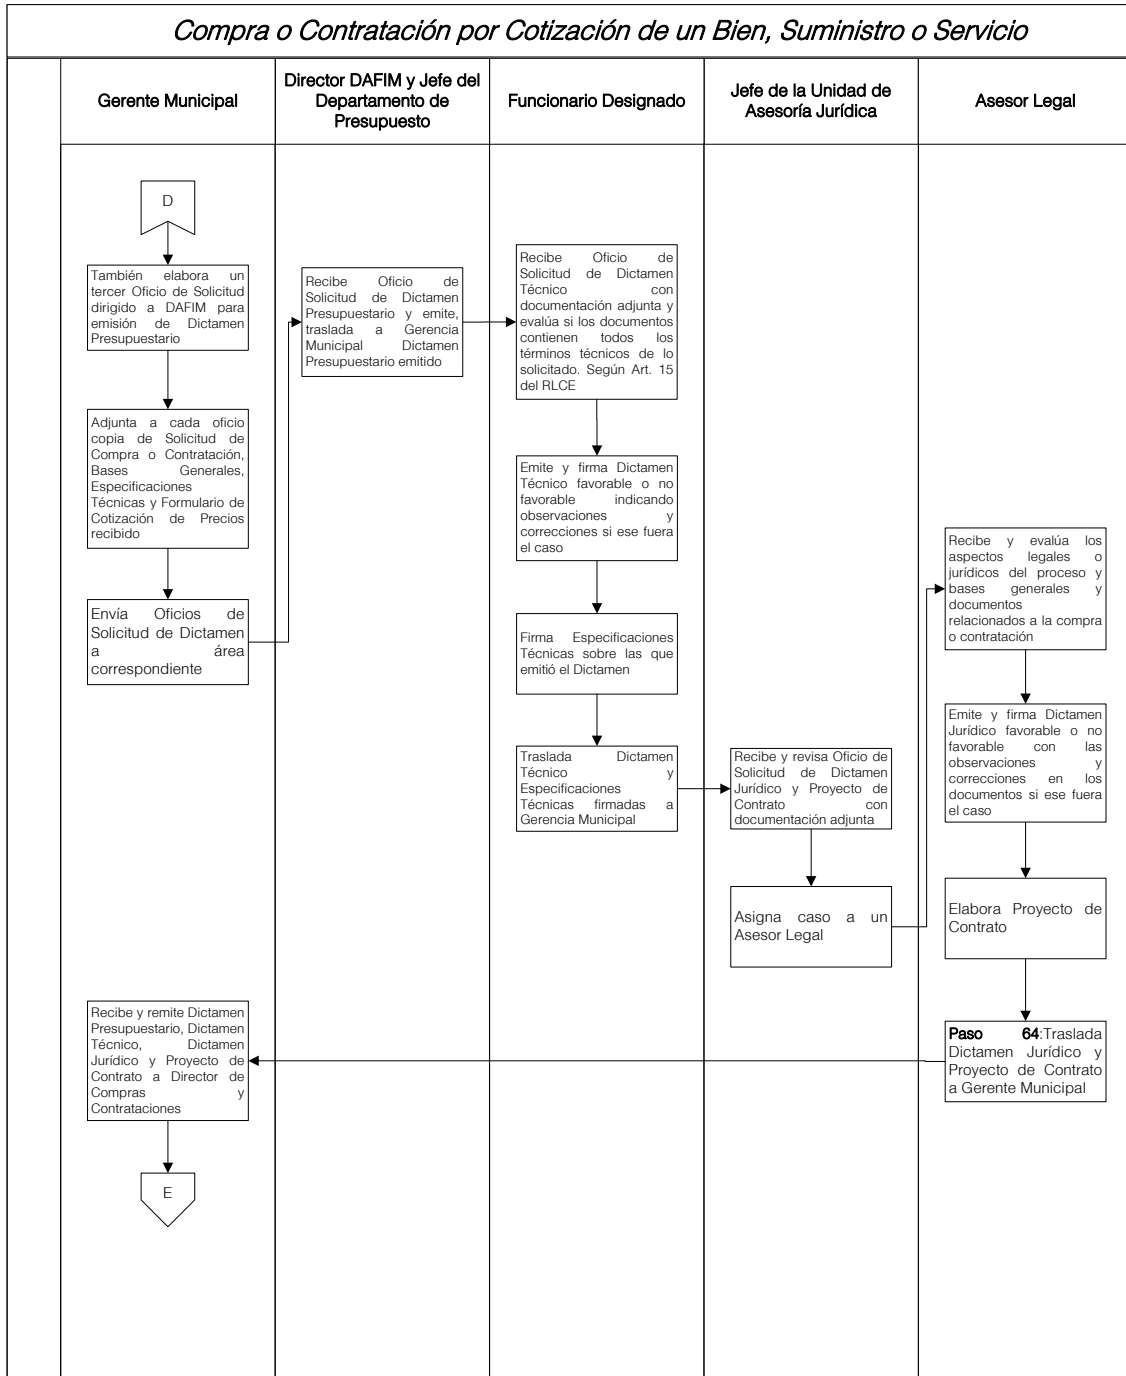 Compra o Contratación por Cotización de un Bien, Suministro o Servicio
Gerente Municipal
Director DAFIM y Jefe del
Departamento de
Presupuesto
Funcionario Designado
Jefe de la Unidad de
Asesoría Jurídica
Asesor Legal
D
También elabora un
tercer Oficio de Solicitud
dirigido a DAFIM para
emisión de Dictamen
Presupuestario
Adjunta a cada oficio
copia de Solicitud de
Compra o Contratación,
Bases Generales,
Especificaciones
Técnicas y Formulario de
Cotización de Precios
recibido
Envía Oficios de
Solicitud de Dictamen
a área
correspondiente
Recibe Oficio de
Solicitud de Dictamen
Presupuestario y emite,
traslada a Gerencia
Municipal Dictamen
Presupuestario emitido
Recibe Oficio de
Solicitud de Dictamen
Técnico con
documentación adjunta y
evalúa si los documentos
contienen todos los
términos técnicos de lo
solicitado. Según Art. 15
del RLCE
Emite y firma Dictamen
Técnico favorable o no
favorable indicando
observaciones y
correcciones si ese fuera
el caso
Firma Especificaciones
Técnicas sobre las que
emitió el Dictamen
Traslada Dictamen
Técnico y
Especificaciones
Técnicas firmadas a
Gerencia Municipal
Recibe y revisa Oficio de
Solicitud de Dictamen
Jurídico y Proyecto de
Contrato con
documentación adjunta
Asigna caso a un
Asesor Legal
Recibe y evalúa los
aspectos legales o
jurídicos del proceso y
bases generales y
documentos
relacionados a la compra
o contratación
Emite y firma Dictamen
Jurídico favorable o no
favorable con las
observaciones y
correcciones en los
documentos si ese fuera
el caso
Elabora Proyecto de
Contrato
Paso 64:Traslada
Dictamen Jurídico y
Proyecto de Contrato
a Gerente Municipal
Recibe y remite Dictamen
Presupuestario, Dictamen
Técnico, Dictamen
Jurídico y Proyecto de
Contrato a Director de
Compras y
Contrataciones
E